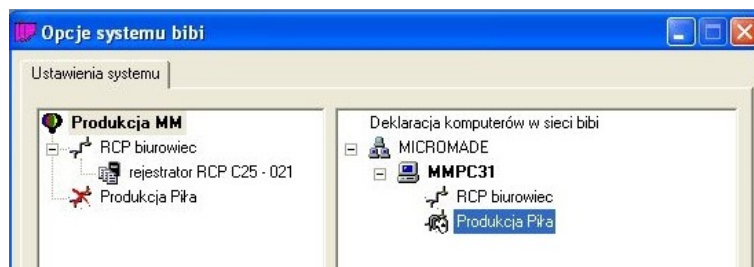 Opcje systemu bibi
Ustawienia systemu
Produkcja MM
RCP biurowiec
rejestrator RCP C25 - 021
Produkcja Piła
Deklaracja komputerów w sieci bibi
MICROMADE
MMPC31
RCP biurowiec
Produkcja Piła